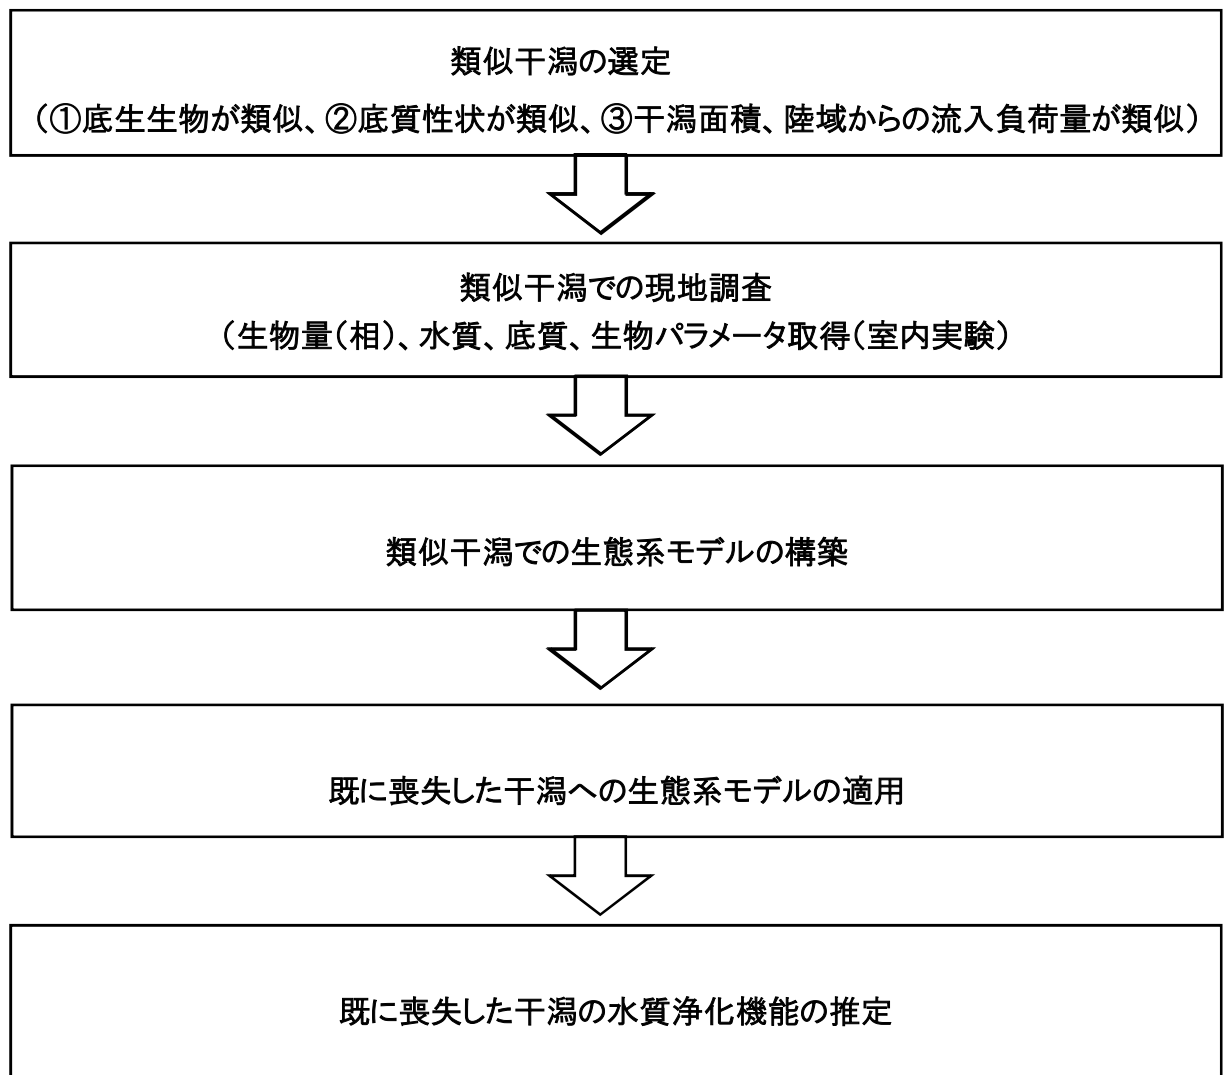 類似干潟の選定
（①底生生物が類似、②底質性状が類似、③干潟面積、陸域からの流入負荷量が類似）
類似干潟での現地調査
（生物量（相）、水質、底質、生物パラメータ取得（室内実験）
類似干潟での生態系モデルの構築
既に喪失した干潟への生態系モデルの適用
既に喪失した干潟の水質浄化機能の推定